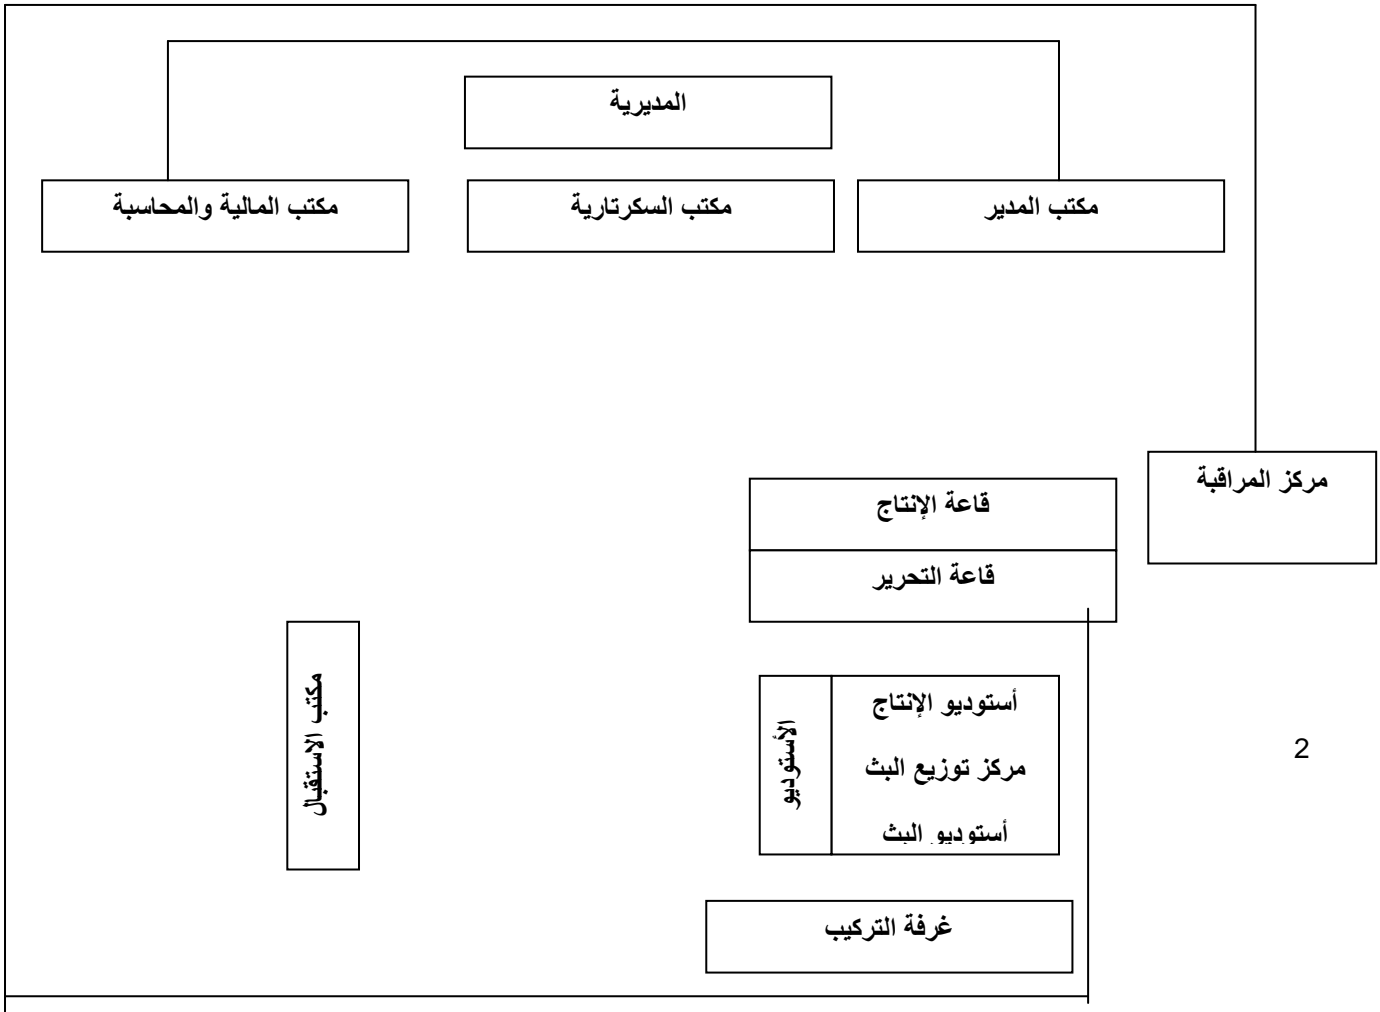 المديرية
مكتب المدير
مكتب السكرتارية
مكتب المالية والمحاسبة
مركز المراقبة
قاعة الإنتاج
قاعة التحرير
مكتب الاستقبال
الأستوديو
أستوديو الإنتاج
مركز توزيع البث
أستوديو البث
2
غرفة التركيب